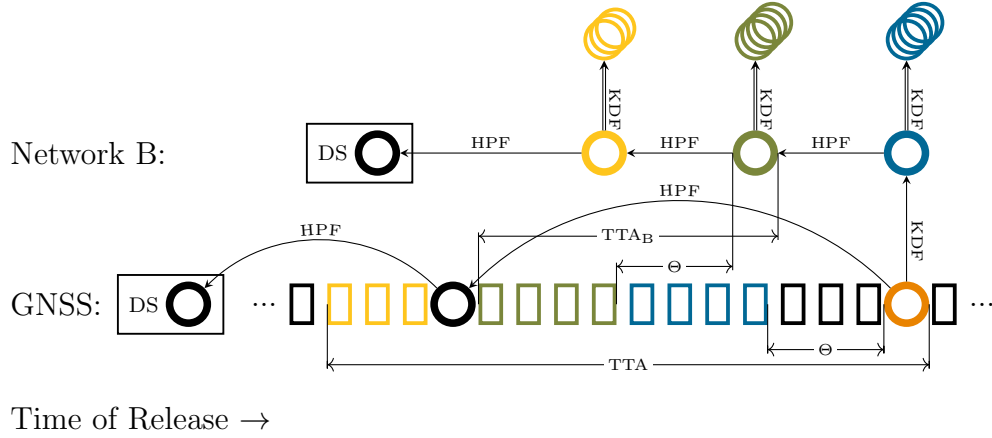 KDF KDF KDF
Network B: DS HPF HPF HPF
HPF
HPF TTA_B KDF
Θ
GNSS: DS ... ...
Θ
TTA
Time of Release →